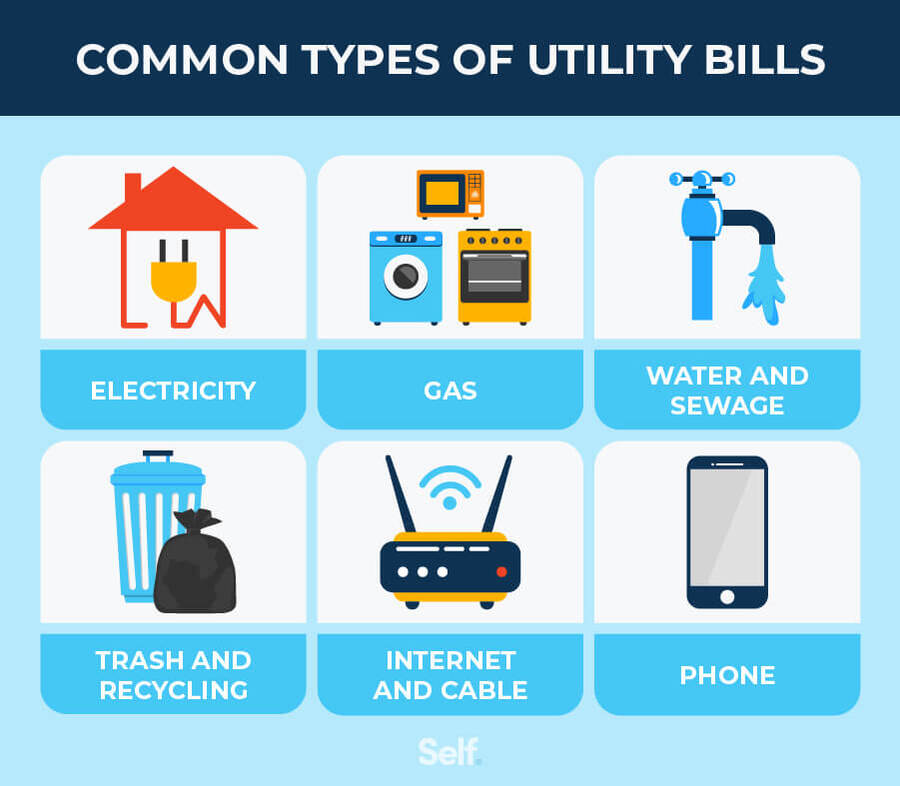 COMMON TYPES OF UTILITY BILLS
ELECTRICITY
GAS
WATER AND
SEWAGE
TRASH AND
RECYCLING
INTERNET
AND CABLE
PHONE
Self.